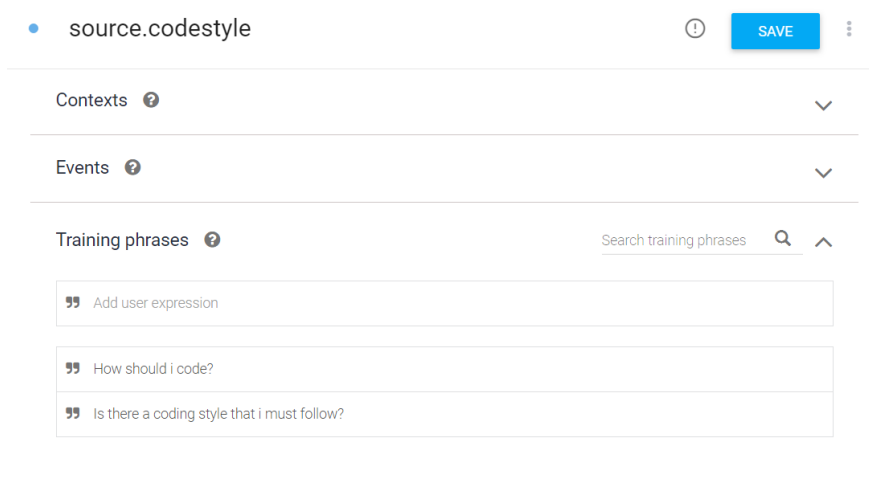 source.codestyle
SAVE
Contexts
Events
Training phrases
Search training phrases
Add user expression
How should i code?
Is there a coding style that i must follow?